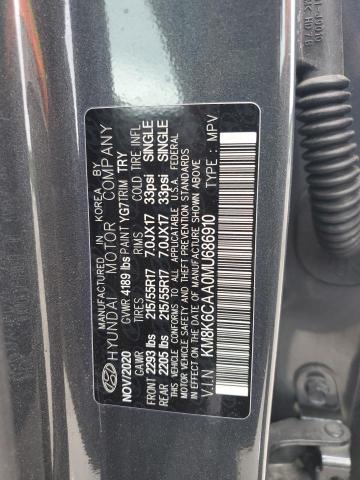 MANUFACTURED IN KOREA BY
HYUNDAI MOTOR COMPANY
NOV/2020 GVWR 4189 lbs PAINT YG7 TRIM TRY
GAWR TIRES RIMS COLD TIRE INFL
FRONT 2293 lbs 215/55R17 7.0JX17 33psi SINGLE
REAR 2205 lbs 215/55R17 7.0JX17 33psi SINGLE
THIS VEHICLE CONFORMS TO ALL APPLICABLE U.S.A. FEDERAL
MOTOR VEHICLE SAFETY STANDARDS IN EFFECT ON THE
DATE OF MANUFACTURE SHOWN ABOVE.
V.I.N : KM8K6CAA0MU686910 TYPE : MPV